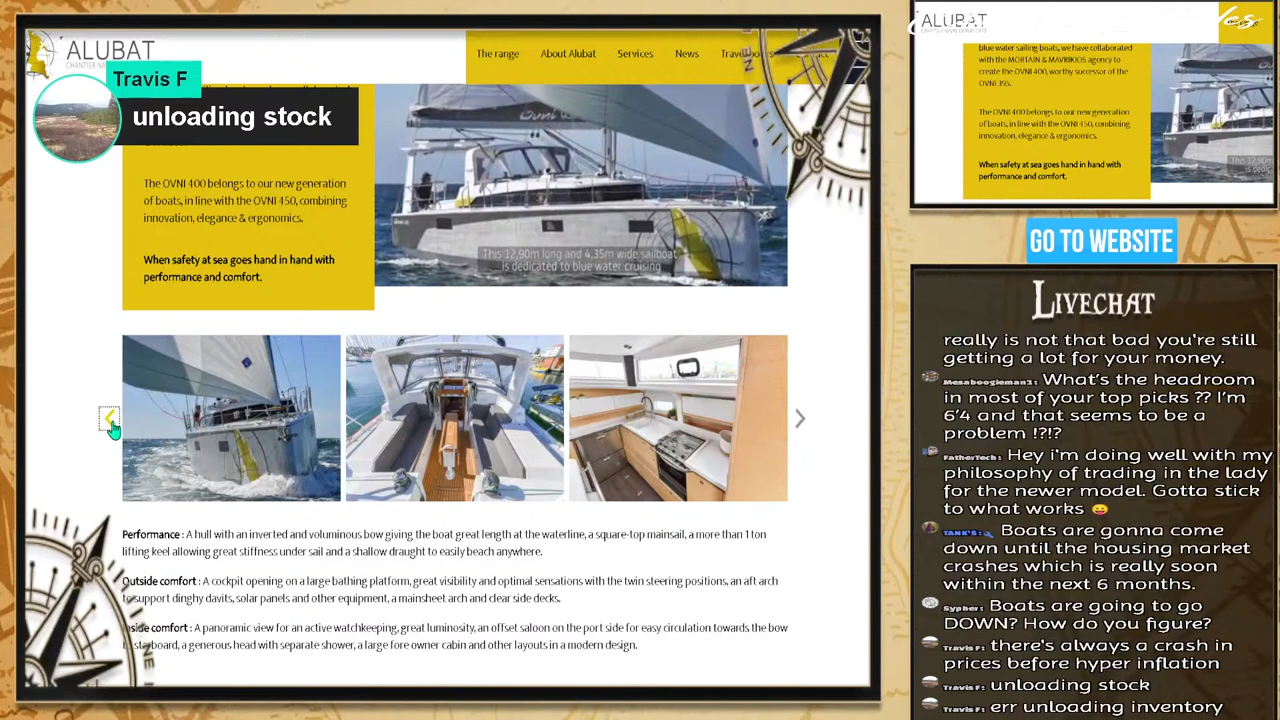 ALUBAT
The range
About Alubat
Services
News
Travis F
unloading stock
The OVNI 400 belongs to our new generation
of boats, in line with the OVNI 450, combining
innovation, elegance & ergonomics.
When safety at sea goes hand in hand with
performance and comfort.
This 12,90m long and 4,35m wide sailboat
is dedicated to blue water cruising
Performance : A hull with an inverted and voluminous bow giving the boat great length at the waterline, a square-top mainsail, a more than 1 ton
lifting keel allowing great stiffness under sail and a shallow draught to easily beach anywhere.
Outside comfort : A cockpit opening on a large bathing platform, great visibility and optimal sensations with the twin steering positions, an aft arch
to support dinghy davits, solar panels and other equipment, a mainsheet arch and clear side decks.
comfort : A panoramic view for an active watchkeeping, great luminosity, an offset saloon on the port side for easy circulation towards the bow
starboard, a generous head with separate shower, a large fore owner cabin and other layouts in a modern design.
ALUBAT
blue water sailing boats, we have collaborated
with the MORTAIN & MAVRIKIOS agency to
create the OVNI 400, worthy successor of the
OVNI 395.
The OVNI 400 belongs to our new generation
of boats, in line with the OVNI 450, combining
innovation, elegance & ergonomics.
When safety at sea goes hand in hand with
performance and comfort.
This 12,90
is dedic
GO TO WEBSITE
LIVECHAT
really is not that bad you're still
getting a lot for your money.
Mesaboogieman2: What's the headroom
in most of your top picks ?? I'm
6'4 and that seems to be a
problem !?!?
FatherTech: Hey i'm doing well with my
philosophy of trading in the lady
for the newer model. Gotta stick
to what works 😛
TANK'S🔧 Boats are gonna come
down until the housing market
crashes which is really soon
within the next 6 months.
Sypher: Boats are going to go
DOWN? How do you figure?
Travis F: there's always a crash in
prices before hyper inflation
Travis F: unloading stock
Travis F: err unloading inventory